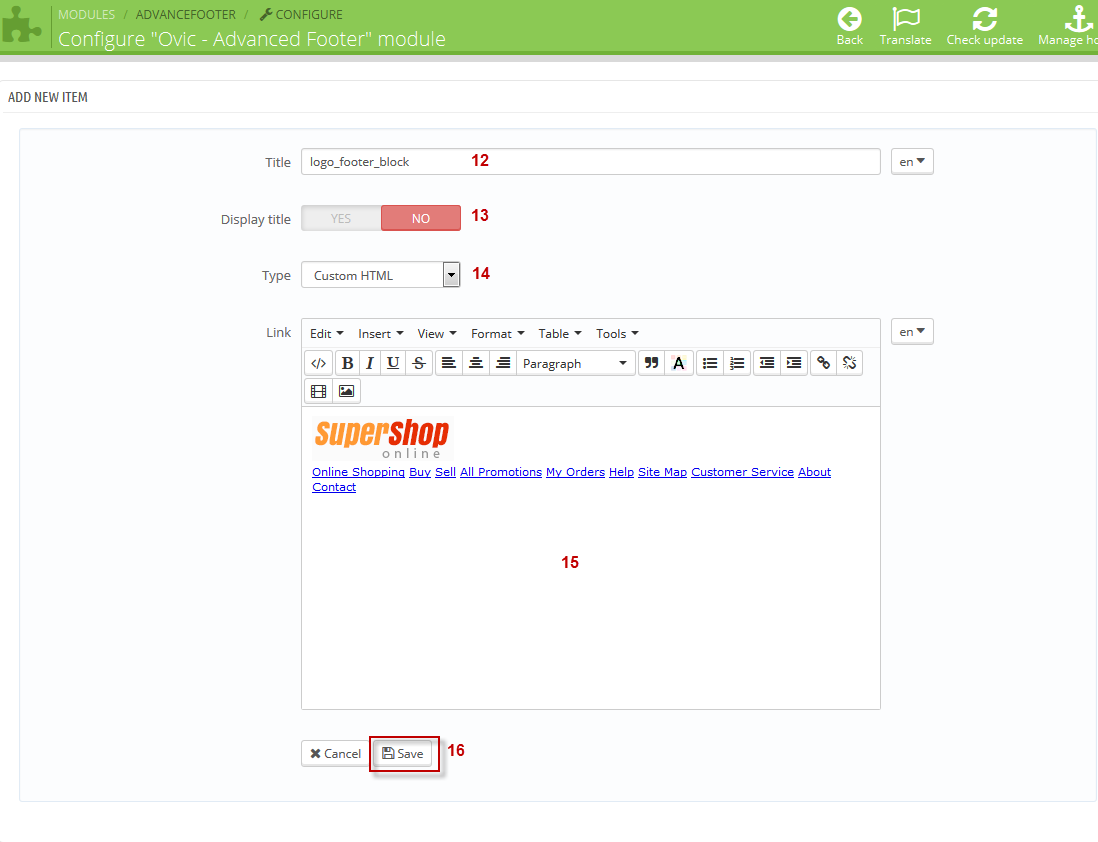 MODULES / ADVANCEFOOTER / CONFIGURE
Configure "Ovic - Advanced Footer" module
Back
Translate
Check update
Manage ho
ADD NEW ITEM
Title logo_footer_block 12 en
Display title YES NO 13
Type Custom HTML 14
Link Edit Insert View Format Table Tools en
</> B I U S Paragraph A
supershop
online
Online Shopping Buy Sell All Promotions My Orders Help Site Map Customer Service About
Contact
15
Cancel Save 16